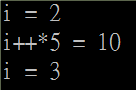 i = 2
i++*5 = 10
i = 3